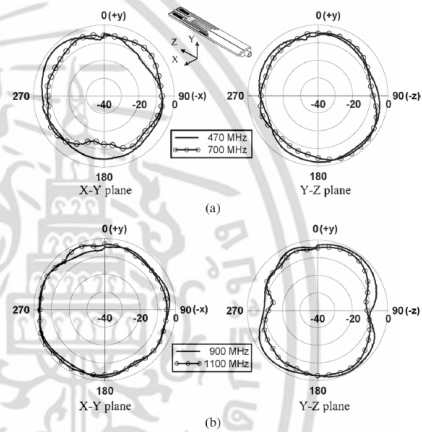 0(+y)
Z
Y
X
0(+y)
270
-40
-20
0
90(-x)
270
-40
-20
0
90(-z)
470 MHz
700 MHz
180
X-Y plane
180
Y-Z plane
(a)
0(+y)
0(+y)
270
-40
-20
0
90(-x)
270
-40
-20
0
90(-z)
900 MHz
1100 MHz
180
X-Y plane
180
Y-Z plane
(b)